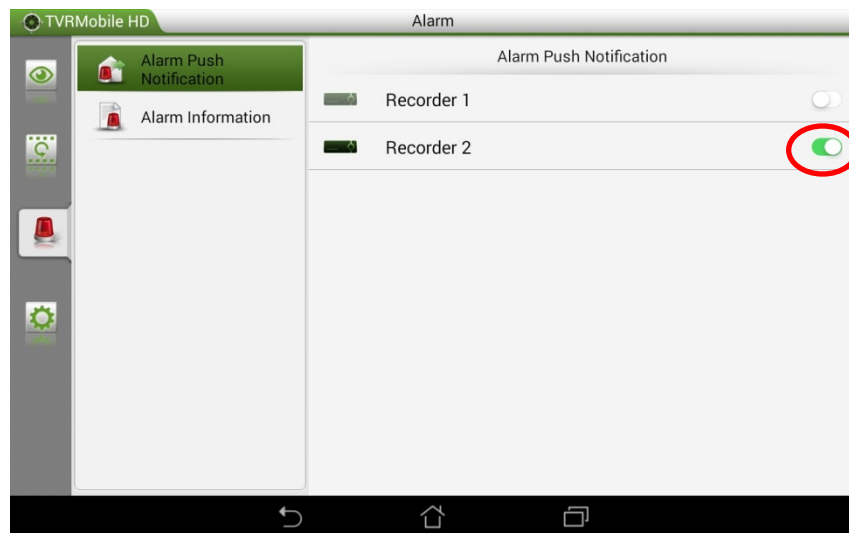 TVRMobile HD
Alarm
Alarm Push
Notification
Alarm Information
Alarm Push Notification
Recorder 1
Recorder 2